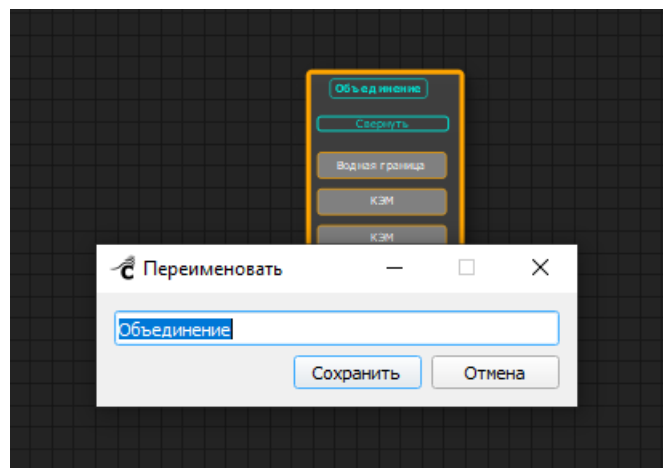 Объединение
Свернуть
Водная граница
КЭМ
КЭМ
Переименовать
Объединение
Сохранить
Отмена